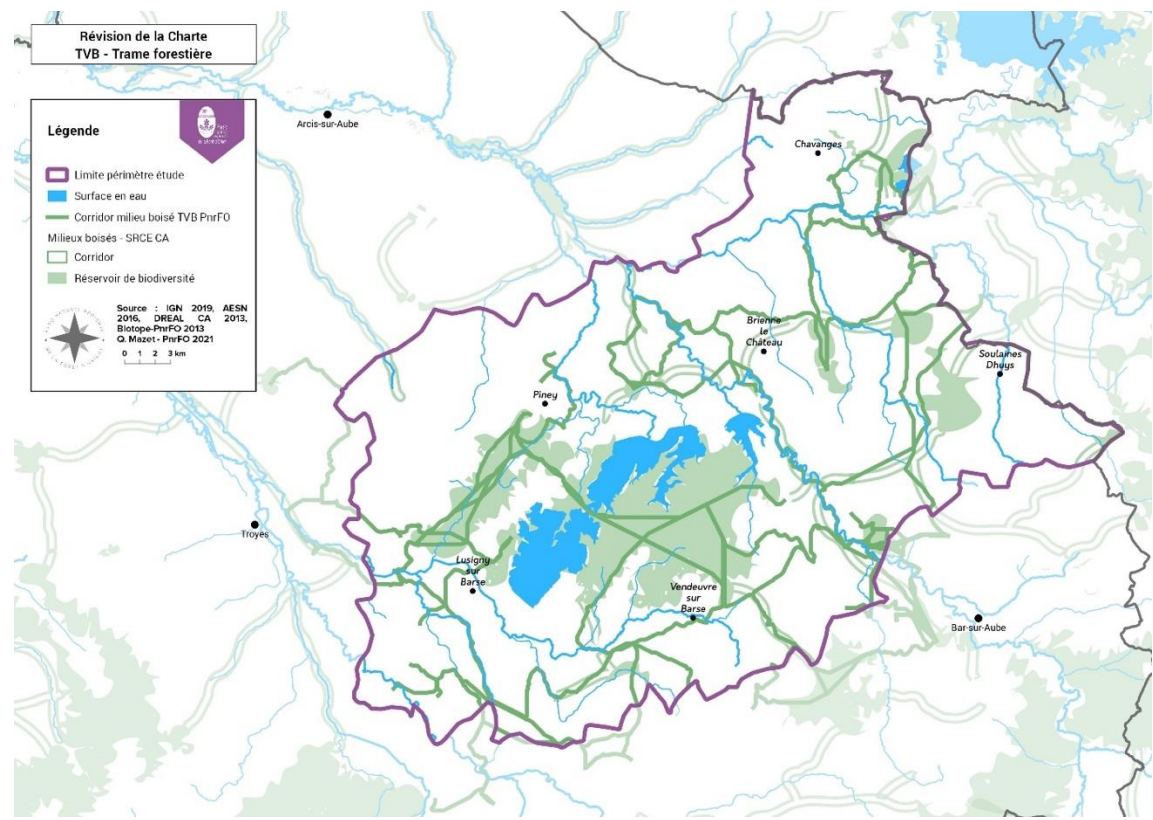 Révision de la Charte
TVB - Trame forestière
Légende
Limite périmètre étude
Surface en eau
Corridor milieu boisé TVB PnrFO
Milieux boisés - SRCE CA
Corridor
Réservoir de biodiversité
Source : IGN 2019, AESN
2016, DREAL CA 2013,
Biotope-PnrFO 2013
Q. Mazet - PnrFO 2021
0 1 2 3 km
Arcis-sur-Aube
Chavanges
Brienne
le
Château
Soulaines
Dhuys
Piney
Troyes
Lusigny
sur
Barse
Vendeuvre
sur
Barse
Bar-sur-Aube